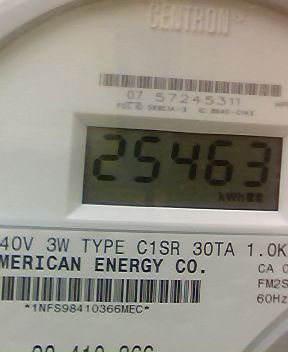 CENTRON
07 57245311
25463
kWh
40V 3W TYPE C1SR 30TA 1.0K
MERICAN ENERGY CO.
CA 0
FM2S
60Hz
*1NFS98410366MEC*